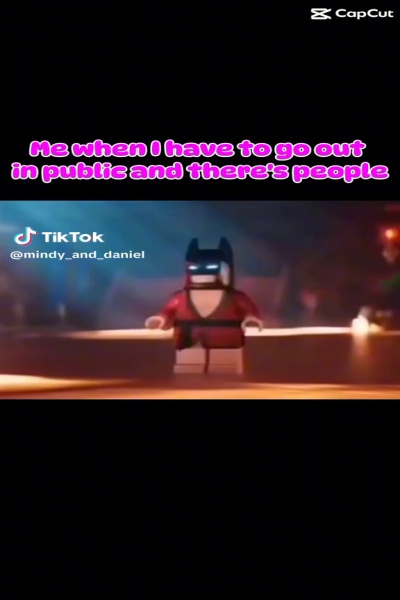 CapCut
Me when I have to go out
in public and there's people
TikTok
@mindy_and_daniel